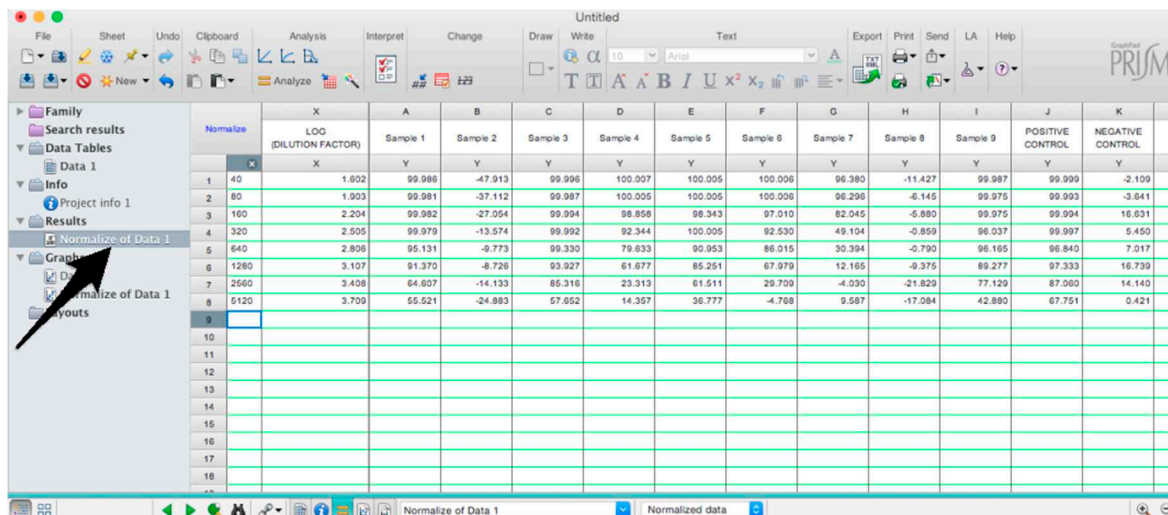 Untitled
File Sheet Undo Clipboard Analysis Interpret Change Draw Write Text Export Print Send LA Help
10 Arial
New Analyze 123 T T A A B I U X² X₂
GraphPad
PRISM
Family
Search results
Data Tables
Data 1
Info
Project info 1
Results
Normalize of Data 1
Normalize of Data 1
Normalize X A B C D E F G H I J K
LOG (DILUTION FACTOR) Sample 1 Sample 2 Sample 3 Sample 4 Sample 5 Sample 6 Sample 7 Sample 8 Sample 9 POSITIVE CONTROL NEGATIVE CONTROL
X Y Y Y Y Y Y Y Y Y Y Y
1 40 1.602 99.986 -47.913 99.996 100.007 100.005 100.006 96.380 -11.427 99.987 99.999 -2.109
2 80 1.903 99.981 -37.112 99.987 100.005 100.005 100.006 96.296 -6.145 99.975 99.993 -3.641
3 160 2.204 99.982 -27.054 99.994 98.858 98.343 97.010 82.045 -5.880 99.975 99.994 16.631
4 320 2.505 99.979 -13.574 99.992 92.344 100.005 92.530 49.104 -0.859 96.037 99.997 5.450
5 640 2.806 95.131 -9.773 99.330 79.633 90.953 86.015 30.394 -0.790 96.165 96.840 7.017
6 1280 3.107 91.370 -8.726 93.927 61.677 85.251 67.979 12.165 -9.375 89.277 97.333 16.739
7 2560 3.408 64.607 -14.133 85.316 23.313 61.511 29.709 -4.030 -21.829 77.129 87.060 14.140
8 5120 3.709 55.521 -24.883 57.652 14.357 36.777 -4.768 9.587 -17.084 42.880 67.751 0.421
9
10
11
12
13
14
15
16
17
18
Normalize of Data 1 Normalized data